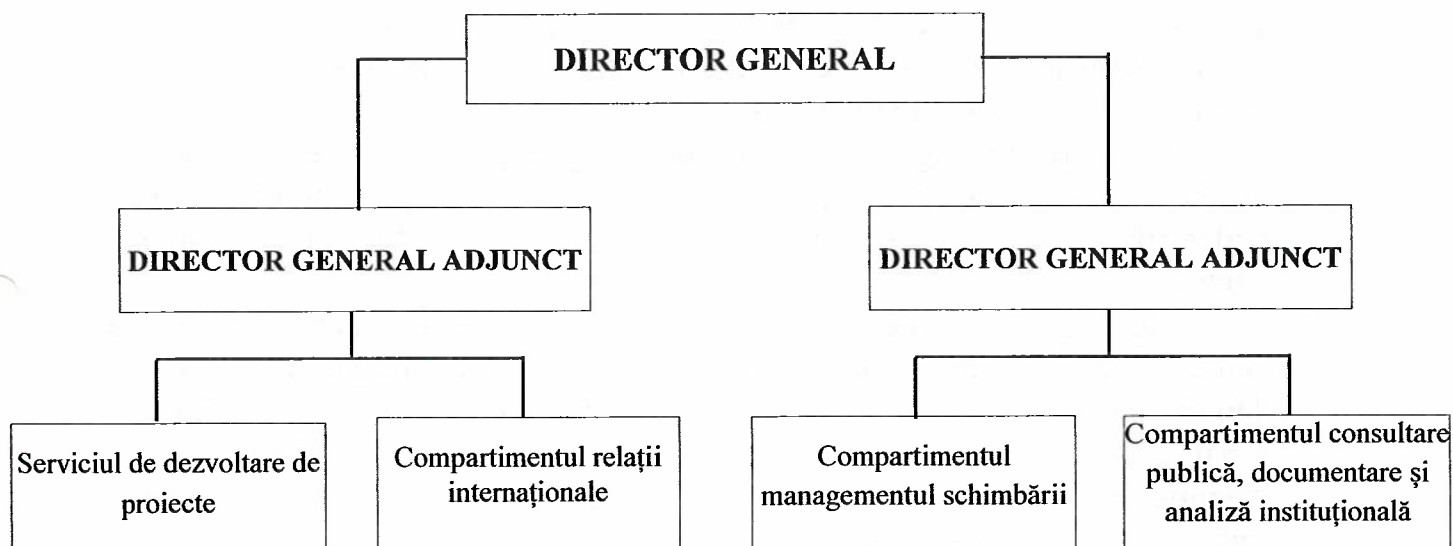 DIRECTOR GENERAL
DIRECTOR GENERAL ADJUNCT
DIRECTOR GENERAL ADJUNCT
Serviciul de dezvoltare de
proiecte
Compartimentul relații
internaționale
Compartimentul
managementul schimbării
Compartimentul consultare
publică, documentare și
analiză instituțională